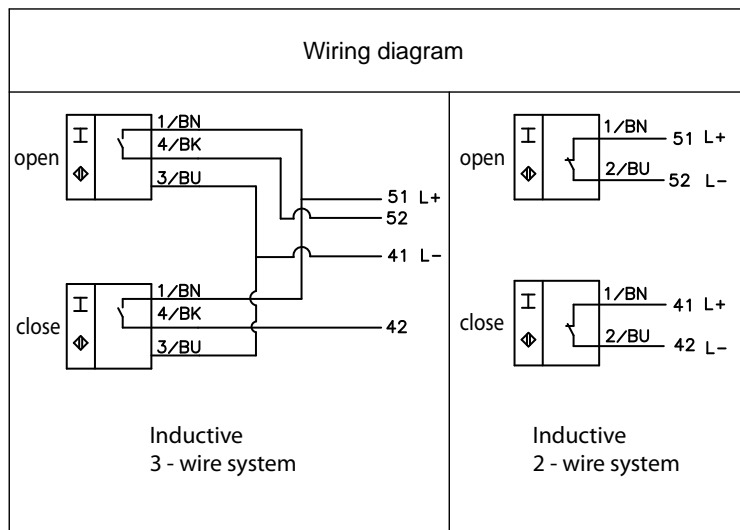 Wiring diagram
open
1/BN
4/BK
3/BU
51 L+
52
41 L-
close
1/BN
4/BK
3/BU
42
Inductive
3 - wire system
open
1/BN
51 L+
2/BU
52 L-
close
1/BN
41 L+
2/BU
42 L-
Inductive
2 - wire system